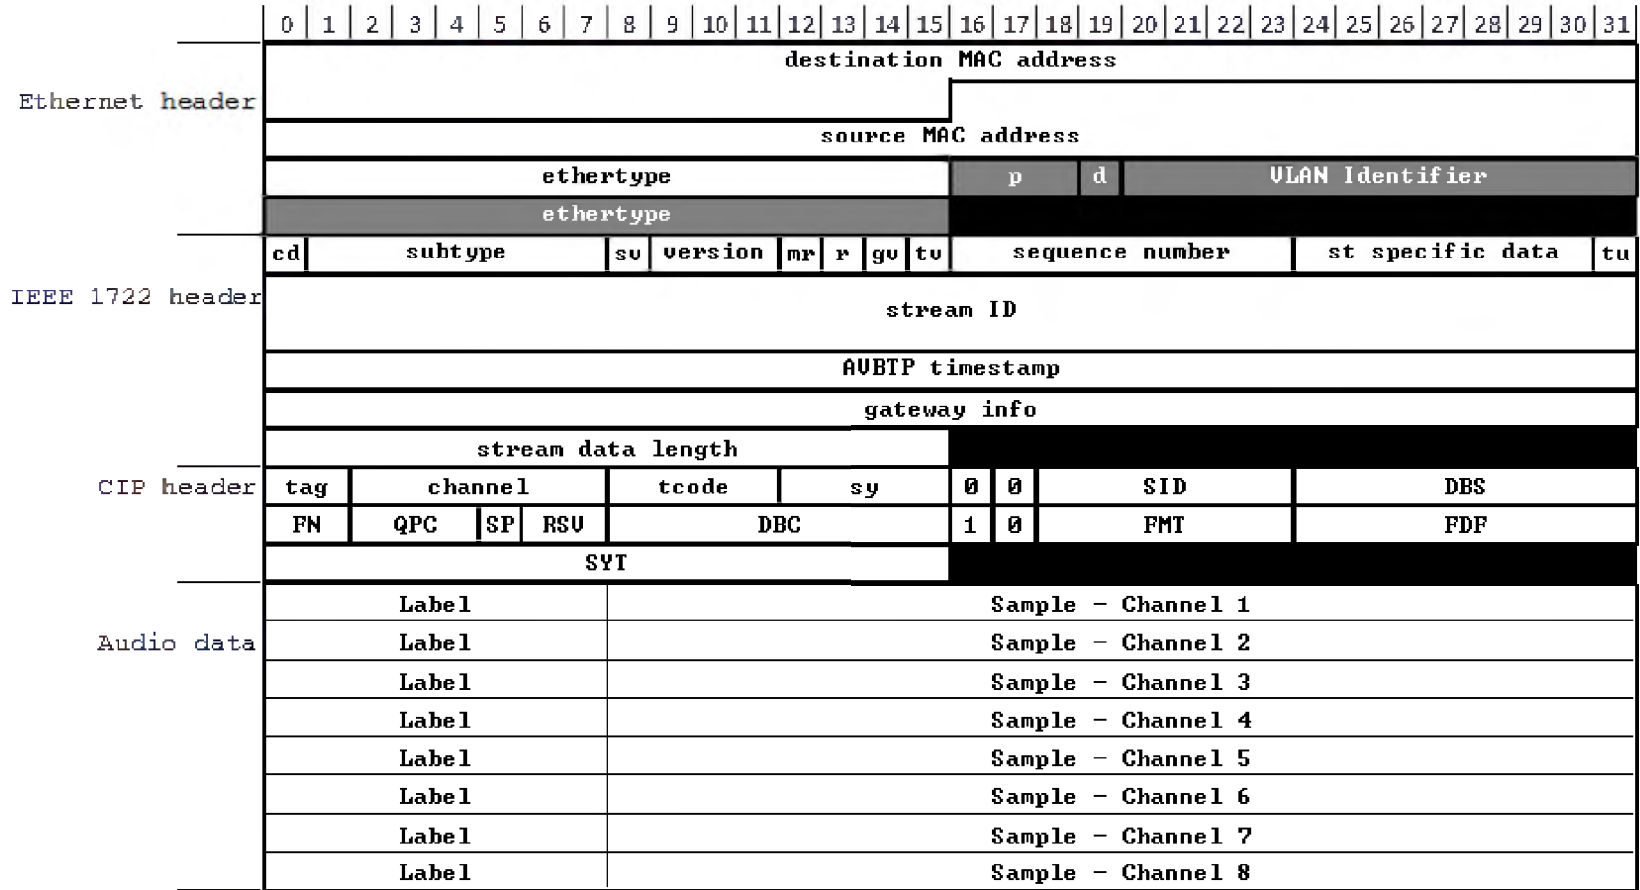 0 1 2 3 4 5 6 7 8 9 10 11 12 13 14 15 16 17 18 19 20 21 22 23 24 25 26 27 28 29 30 31
destination MAC address
Ethernet header
source MAC address
ethertype p d VLAN Identifier
ethertype
cd subtype sv version mr r gv tv sequence number st specific data tu
IEEE 1722 header
stream ID
AVBTP timestamp
gateway info
stream data length
CIP header tag channel tcode sy 0 0 SID DBS
FN QPC SP RSV DBC 1 0 FMT FDF
SYT
Label Sample - Channel 1
Audio data Label Sample - Channel 2
Label Sample - Channel 3
Label Sample - Channel 4
Label Sample - Channel 5
Label Sample - Channel 6
Label Sample - Channel 7
Label Sample - Channel 8